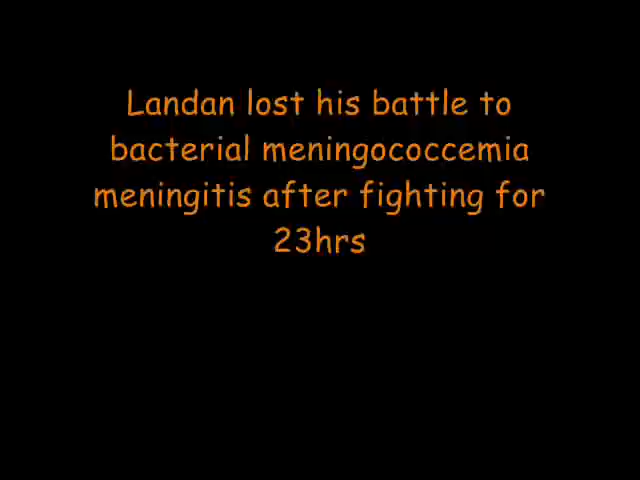 Landan lost his battle to
bacterial meningococcemia
meningitis after fighting for
23hrs